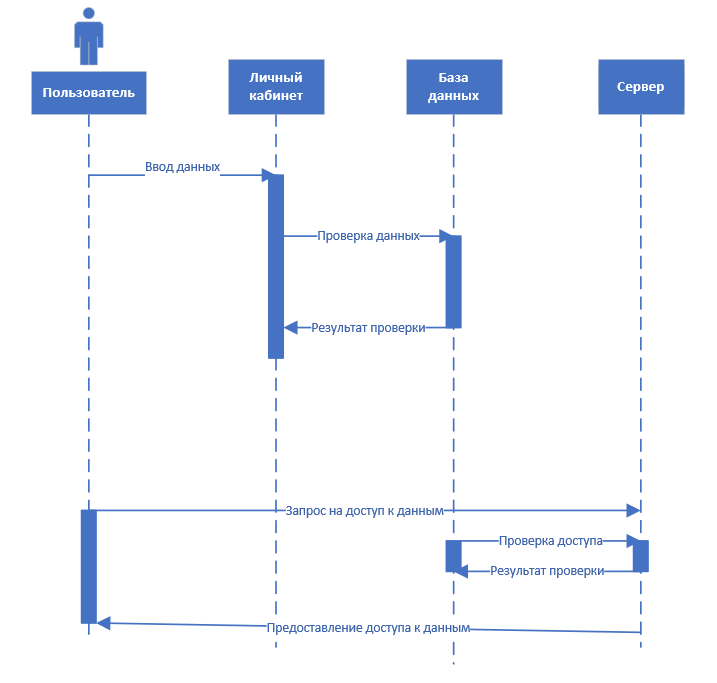 Пользователь
Личный
кабинет
База
данных
Сервер
Ввод данных
Проверка данных
Результат проверки
Запрос на доступ к данным
Проверка доступа
Результат проверки
Предоставление доступа к данным